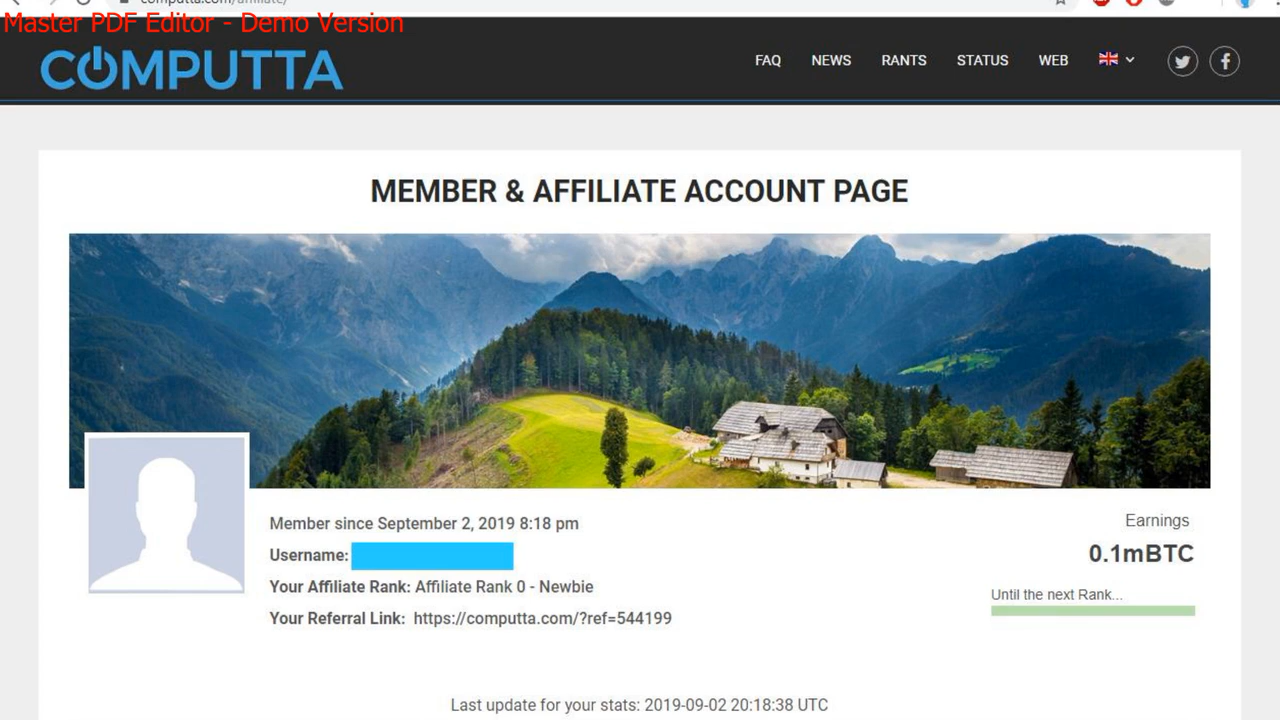 computta.com/affiliate/
Master PDF Editor - Demo Version
COMPUTTA
FAQ NEWS RANTS STATUS WEB
MEMBER & AFFILIATE ACCOUNT PAGE
Member since September 2, 2019 8:18 pm
Username:
Your Affiliate Rank: Affiliate Rank 0 - Newbie
Your Referral Link: https://computta.com/?ref=544199
Earnings
0.1mBTC
Until the next Rank...
Last update for your stats: 2019-09-02 20:18:38 UTC